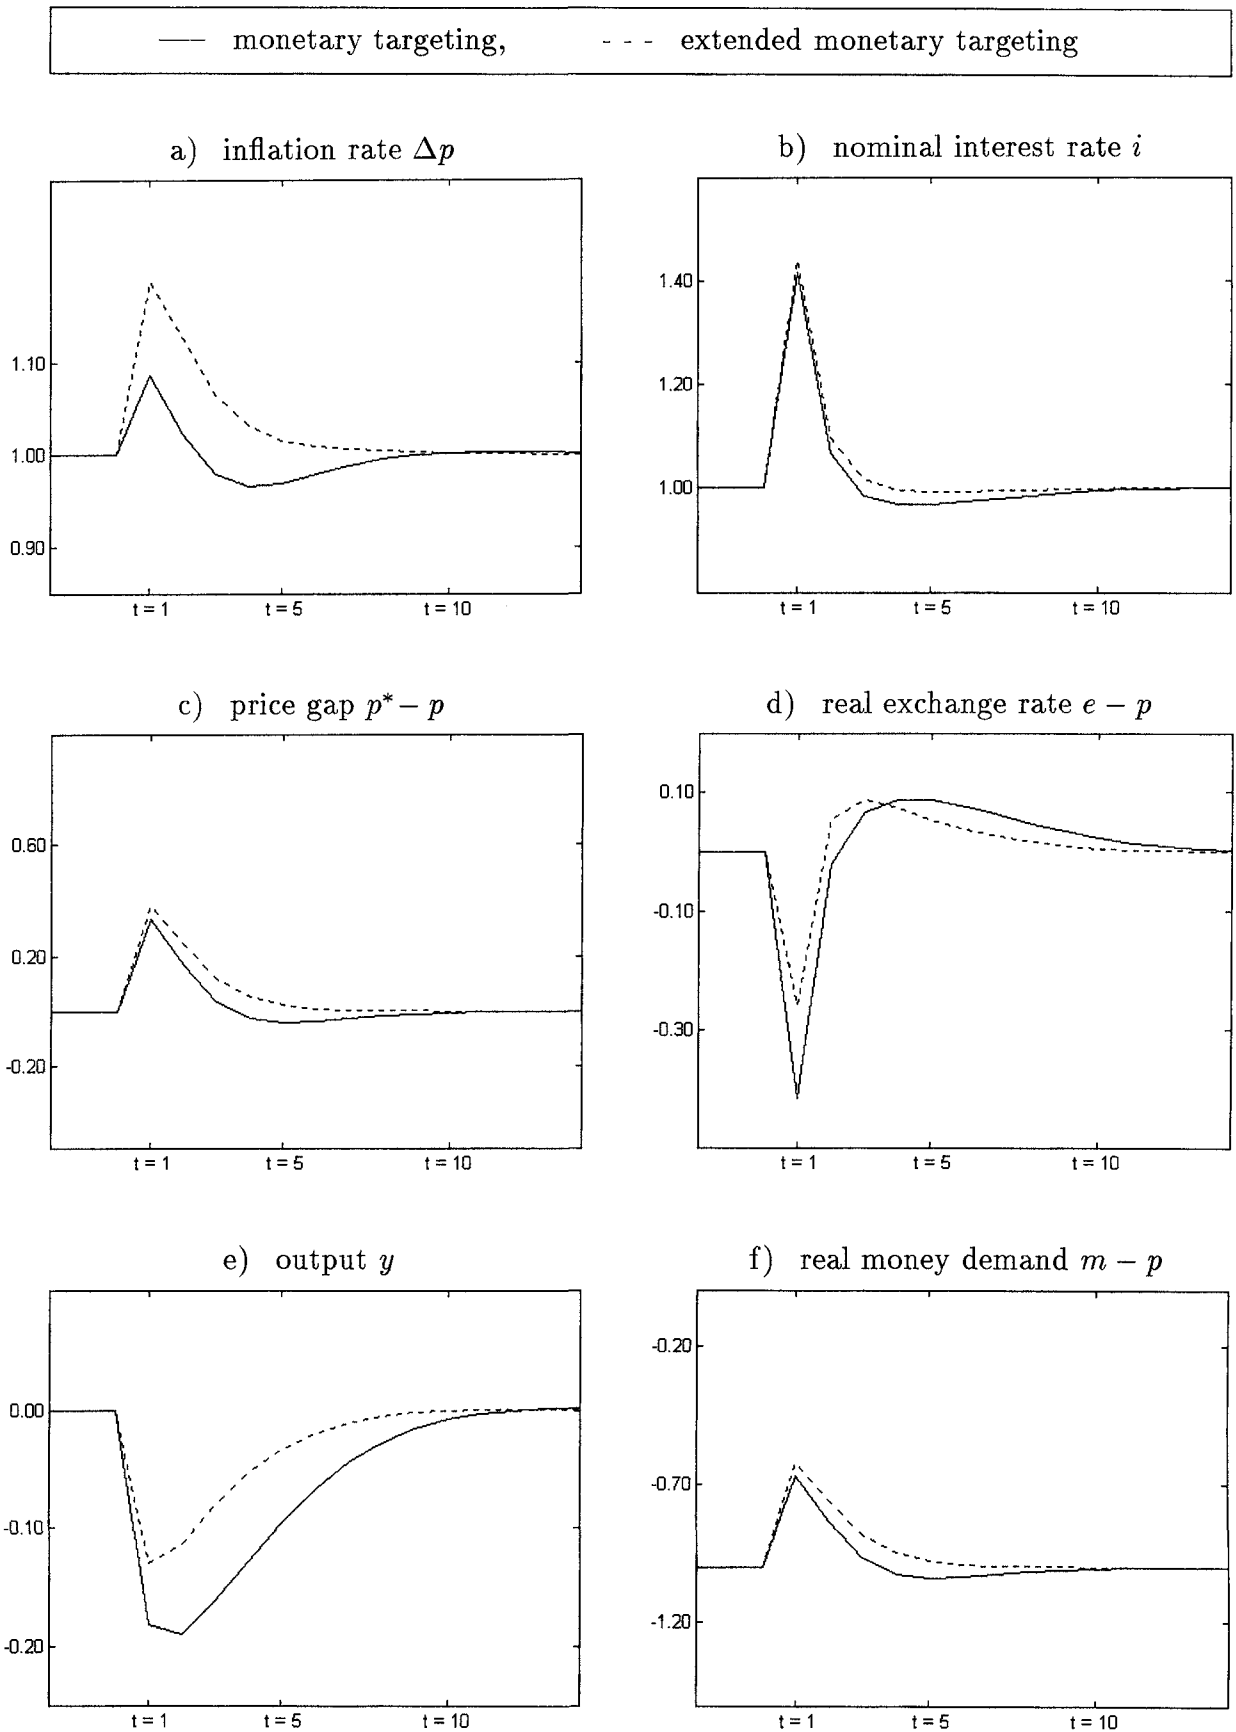 monetary targeting, extended monetary targeting
a) inflation rate Δp
b) nominal interest rate i
1.10
1.00
0.90
t = 1 t = 5 t = 10
1.40
1.20
1.00
t = 1 t = 5 t = 10
c) price gap p* – p
d) real exchange rate e – p
0.60
0.20
-0.20
t = 1 t = 5 t = 10
0.10
-0.10
-0.30
t = 1 t = 5 t = 10
e) output y
f) real money demand m – p
0.00
-0.10
-0.20
t = 1 t = 5 t = 10
-0.20
-0.70
-1.20
t = 1 t = 5 t = 10